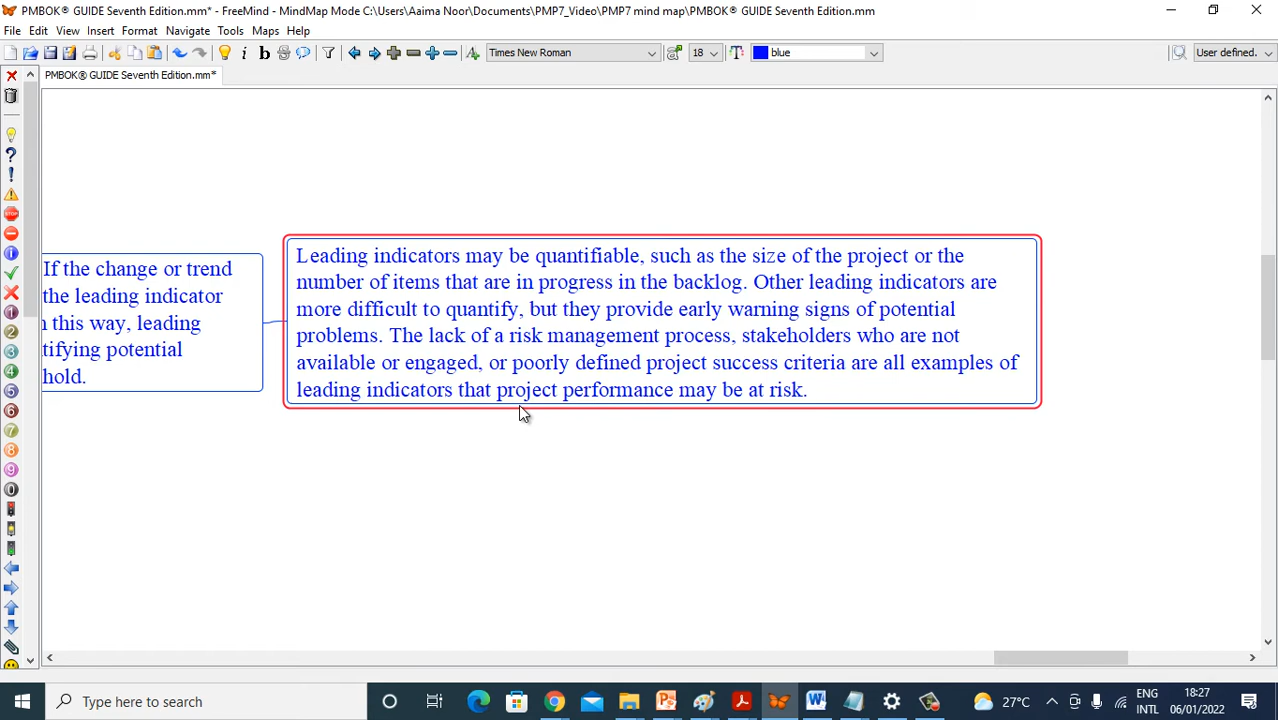 PMBOK® GUIDE Seventh Edition.mm* - FreeMind - MindMap Mode C:\Users\Aaima Noor\Documents\PMP7_Video\PMP7 mind map\PMBOK® GUIDE Seventh Edition.mm
File Edit View Insert Format Navigate Tools Maps Help
Times New Roman 18 blue User defined.
PMBOK® GUIDE Seventh Edition.mm*
If the change or trend
the leading indicator
this way, leading
tifying potential
hold.
Leading indicators may be quantifiable, such as the size of the project or the
number of items that are in progress in the backlog. Other leading indicators are
more difficult to quantify, but they provide early warning signs of potential
problems. The lack of a risk management process, stakeholders who are not
available or engaged, or poorly defined project success criteria are all examples of
leading indicators that project performance may be at risk.
Type here to search
27°C
ENG
INTL
18:27
06/01/2022